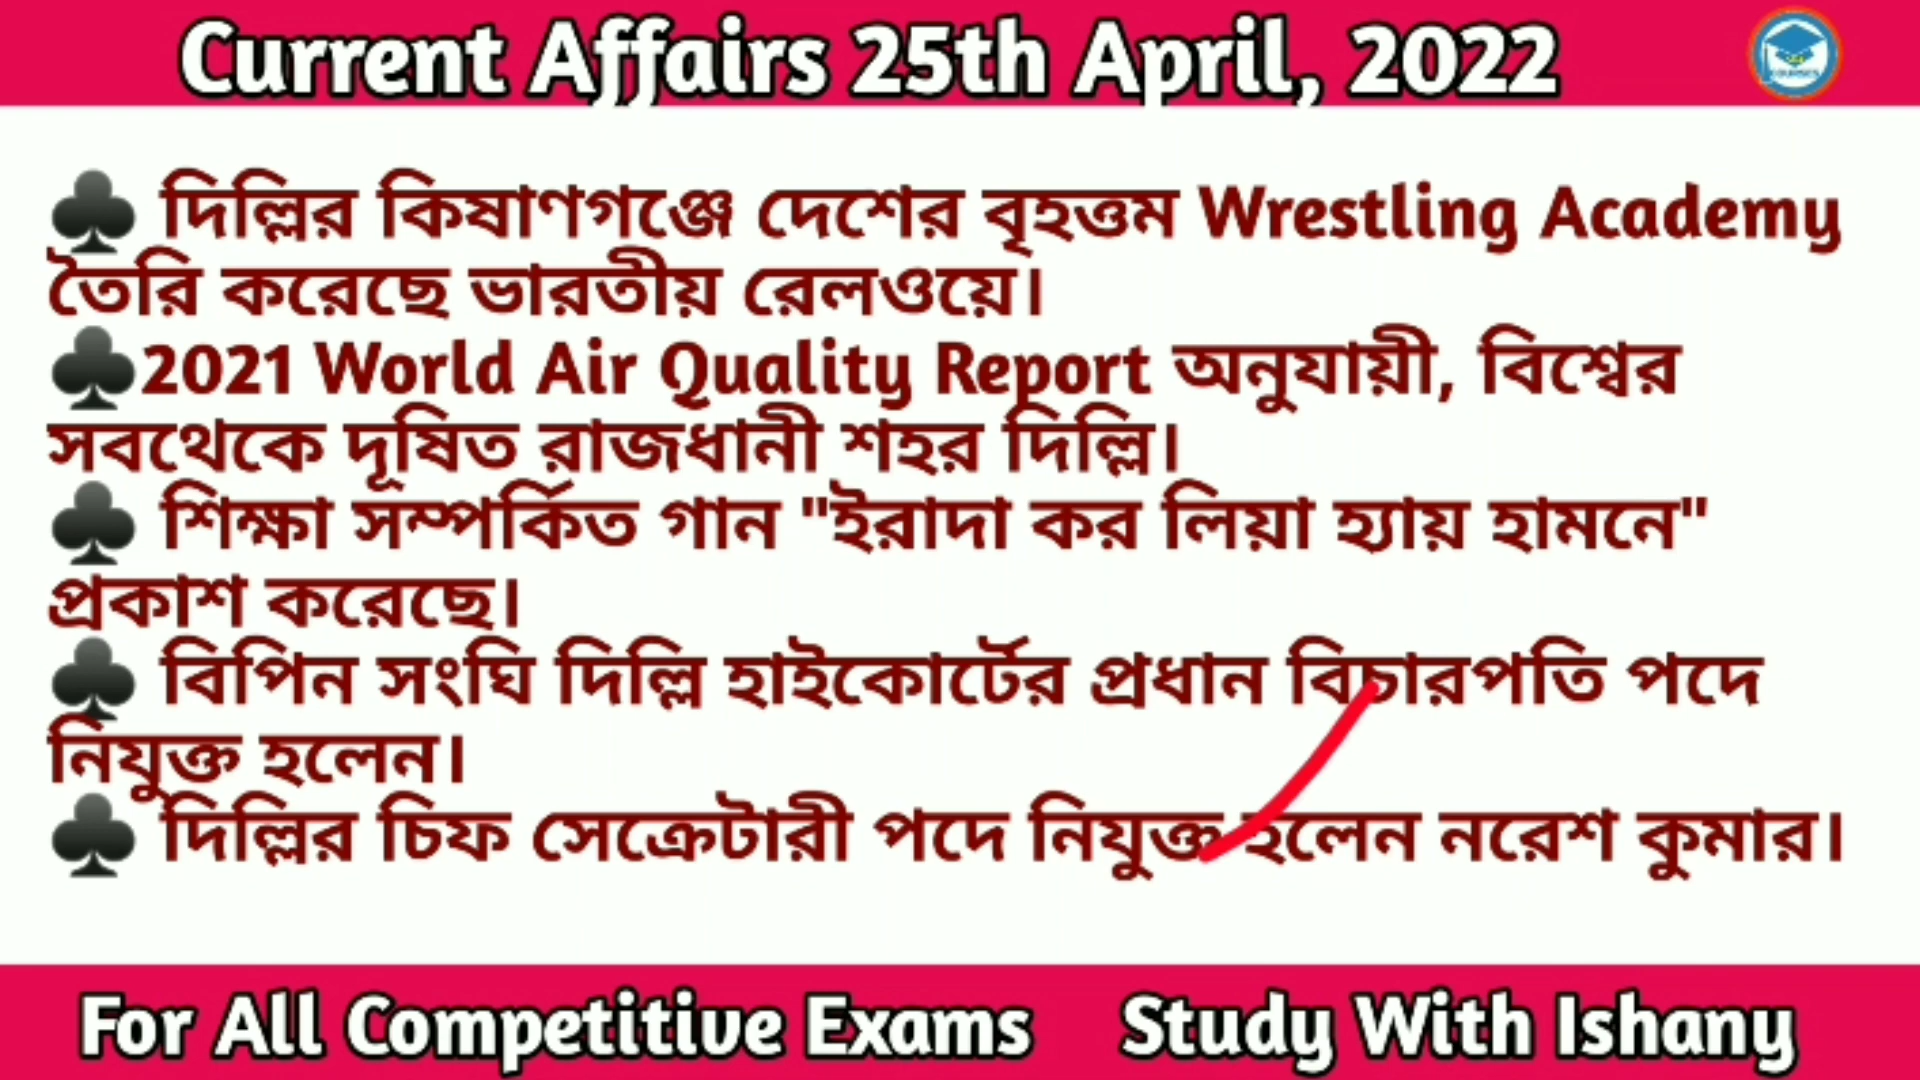 Current Affairs 25th April, 2022
♣ দিল্লির কিষাণগঞ্জে দেশের বৃহত্তম Wrestling Academy
তৈরি করেছে ভারতীয় রেলওয়ে।
♣2021 World Air Quality Report অনুযায়ী, বিশ্বের
সবথেকে দূষিত রাজধানী শহর দিল্লি।
♣ শিক্ষা সম্পর্কিত গান "ইরাদা কর লিয়া হ্যায় হামনে"
প্রকাশ করেছে।
♣ বিপিন সংঘি দিল্লি হাইকোর্টের প্রধান বিচারপতি পদে
নিযুক্ত হলেন।
♣ দিল্লির চিফ সেক্রেটারী পদে নিযুক্ত হলেন নরেশ কুমার।
For All Competitive Exams Study With Ishany